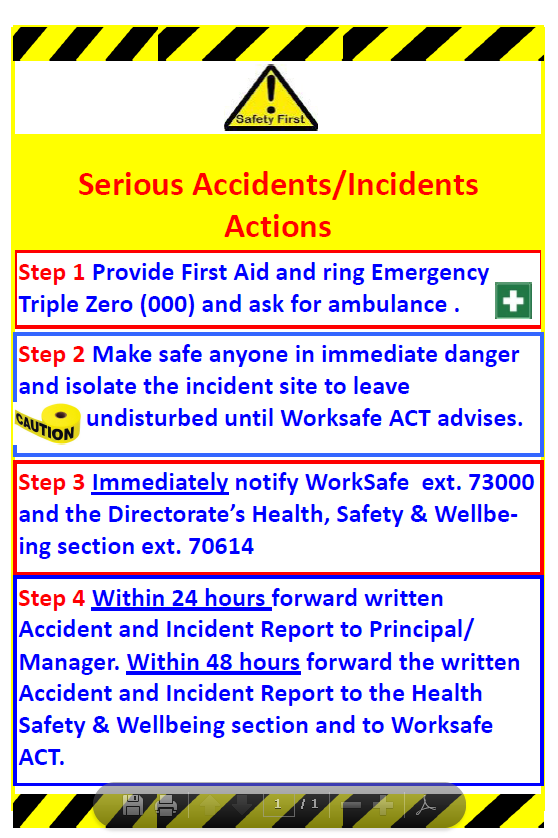 Safety First
Serious Accidents/Incidents
Actions
Step 1 Provide First Aid and ring Emergency
Triple Zero (000) and ask for ambulance .
Step 2 Make safe anyone in immediate danger
and isolate the incident site to leave
CAUTION undisturbed until Worksafe ACT advises.
Step 3 Immediately notify WorkSafe ext. 73000
and the Directorate’s Health, Safety & Wellbe-
ing section ext. 70614
Step 4 Within 24 hours forward written
Accident and Incident Report to Principal/
Manager. Within 48 hours forward the written
Accident and Incident Report to the Health
Safety & Wellbeing section and to Worksafe
ACT.
1 / 1